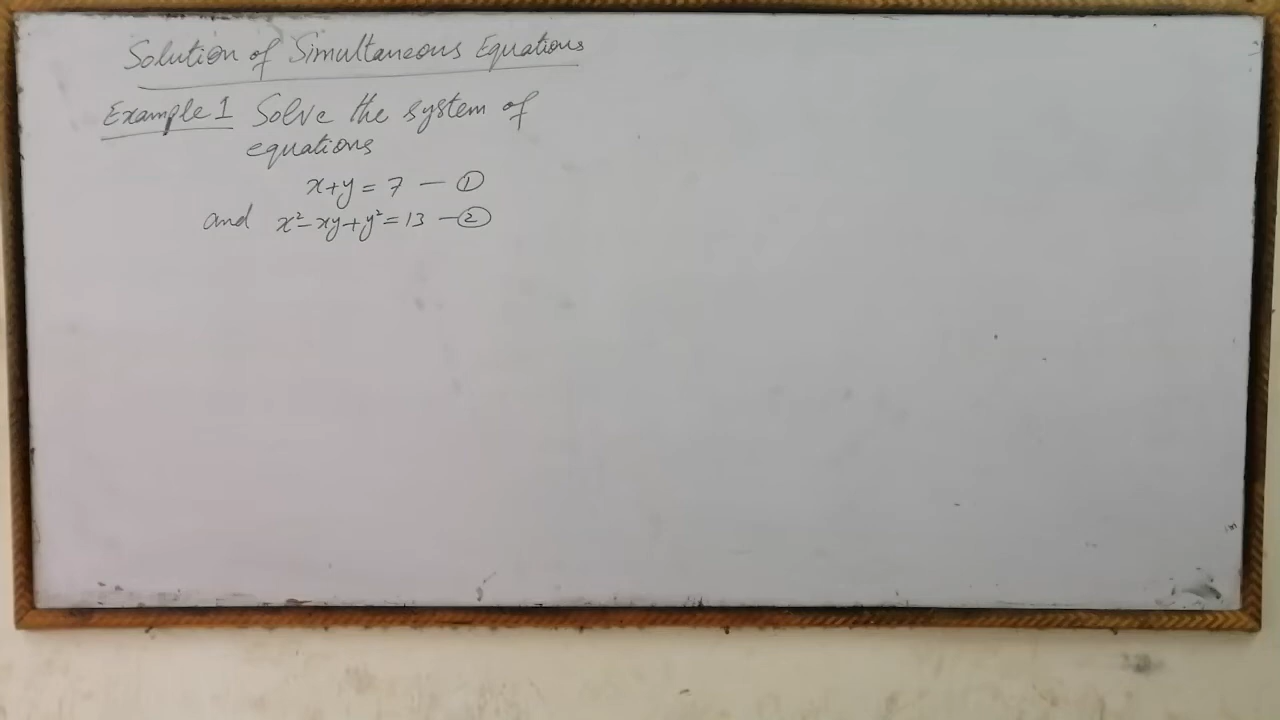 Solution of Simultaneous Equations
Example 1 Solve the system of
equations
x+y = 7 — ①
and x²-xy+y²=13 —②